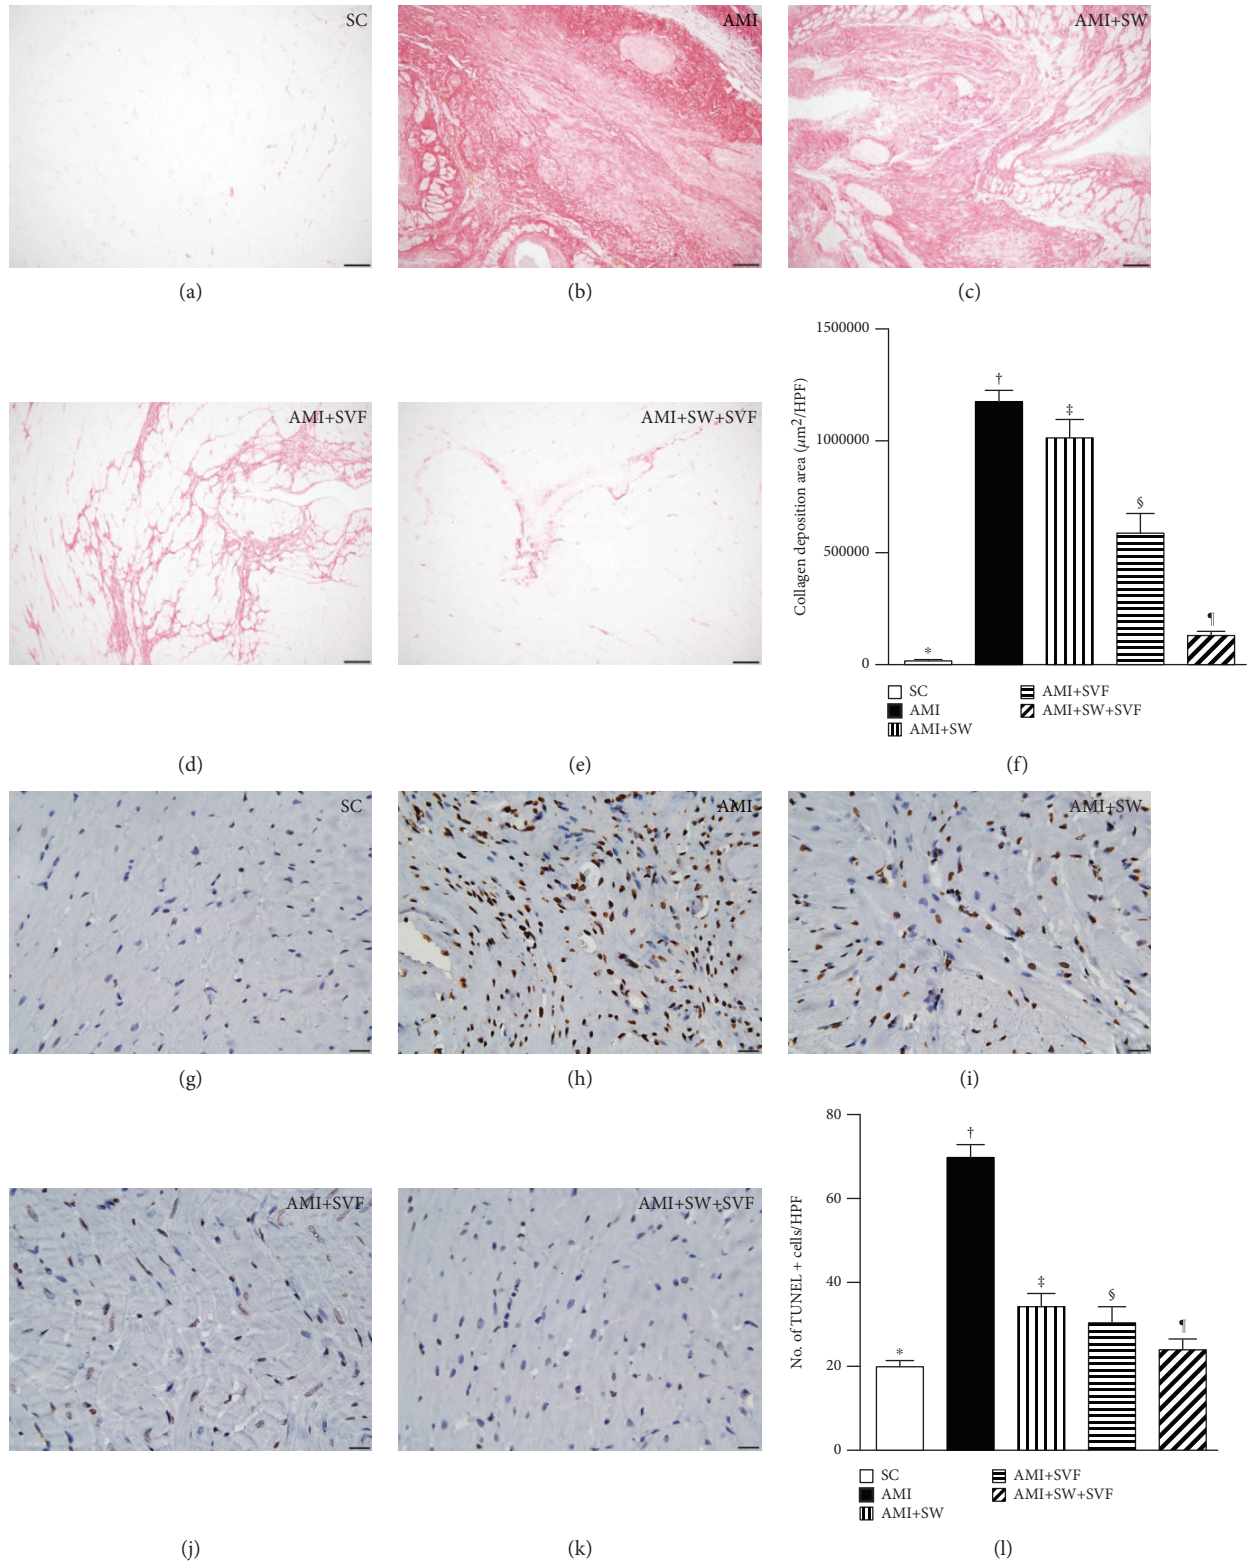 SC
AMI
AMI+SW
(a)
(b)
(c)
AMI+SVF
AMI+SW+SVF
(d)
(e)
Collagen deposition area (μm2/HPF)
1500000
1000000
500000
0
*
†
‡
§
¶
SC
AMI
AMI+SW
AMI+SVF
AMI+SW+SVF
(f)
SC
AMI
AMI+SW
(g)
(h)
(i)
AMI+SVF
AMI+SW+SVF
(j)
(k)
No. of TUNEL + cells/HPF
80
60
40
20
0
*
†
‡
§
¶
SC
AMI
AMI+SW
AMI+SVF
AMI+SW+SVF
(l)